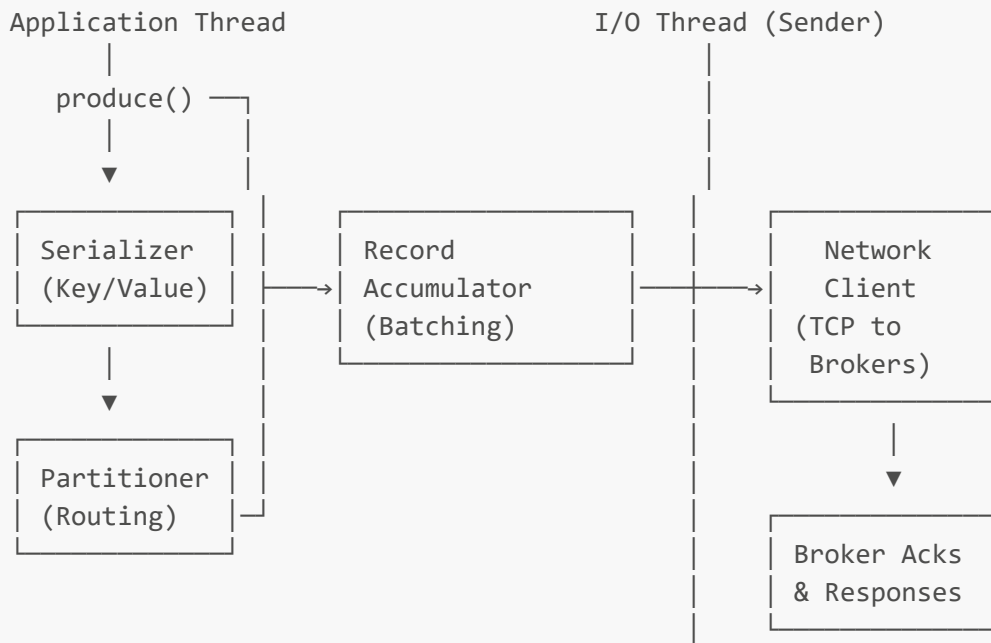 Application Thread
I/O Thread (Sender)
produce()
Serializer
(Key/Value)
Record
Accumulator
(Batching)
Network
Client
(TCP to
Brokers)
Partitioner
(Routing)
Broker Acks
& Responses